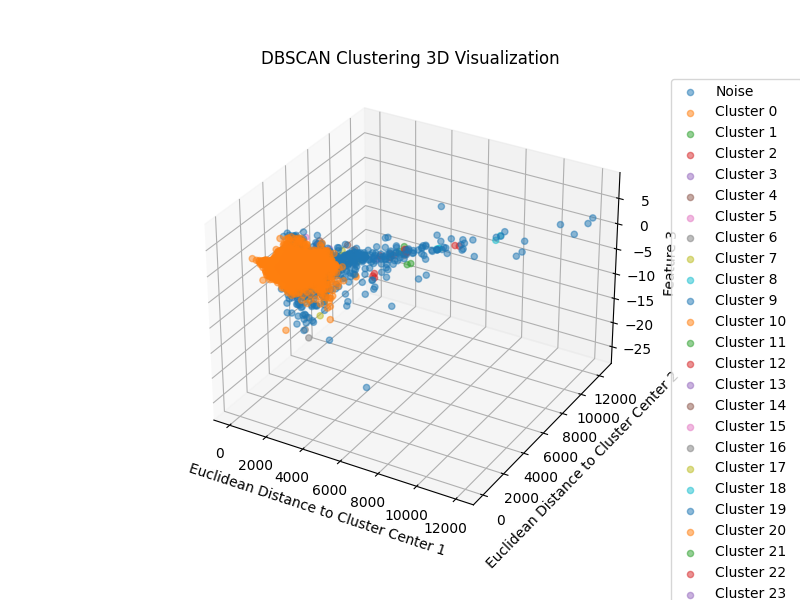 DBSCAN Clustering 3D Visualization
Noise
Cluster 0
Cluster 1
Cluster 2
Cluster 3
Cluster 4
Cluster 5
Cluster 6
Cluster 7
Cluster 8
Cluster 9
Cluster 10
Cluster 11
Cluster 12
Cluster 13
Cluster 14
Cluster 15
Cluster 16
Cluster 17
Cluster 18
Cluster 19
Cluster 20
Cluster 21
Cluster 22
Cluster 23
5
0
−5
−10
−15
−20
−25
Feature 3
0
2000
4000
6000
8000
10000
12000
Euclidean Distance to Cluster Center 1
0
2000
4000
6000
8000
10000
12000
Euclidean Distance to Cluster Center 2